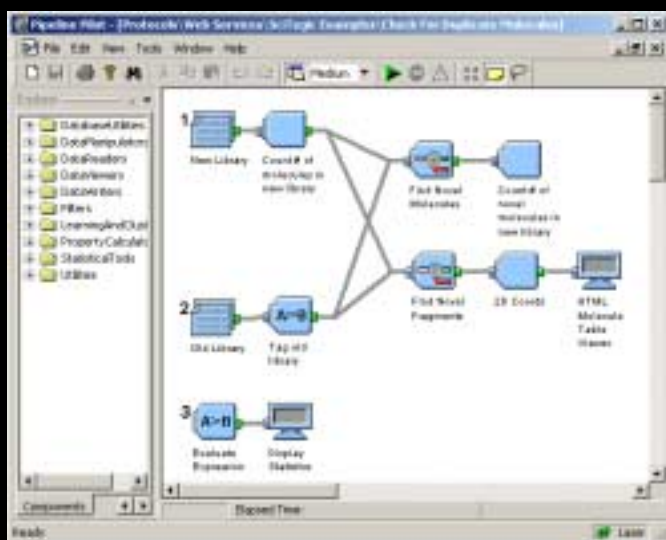 Pipeline Pilot - [Protocols\Web Services\SciTegic Examples\Check For Duplicate Molecules]
File Edit View Tools Window Help
Medium
Explorer
DatabaseUtilities
DataManipulators
DataReaders
DataViewers
DataWriters
Filters
LearningAndClust
PropertyCalculato
StatisticalTools
Utilities
Components
1
New Library
Count # of
molecules in
new library
Find Novel
Molecules
Count # of
novel
molecules in
new library
2
Old Library
A=B
Tag old
library
Find Novel
Fragments
2D Coords
HTML
Molecule
Table
Viewer
3
A>B
Evaluate
Expression
Display
Statistics
Elapsed Time:
Ready